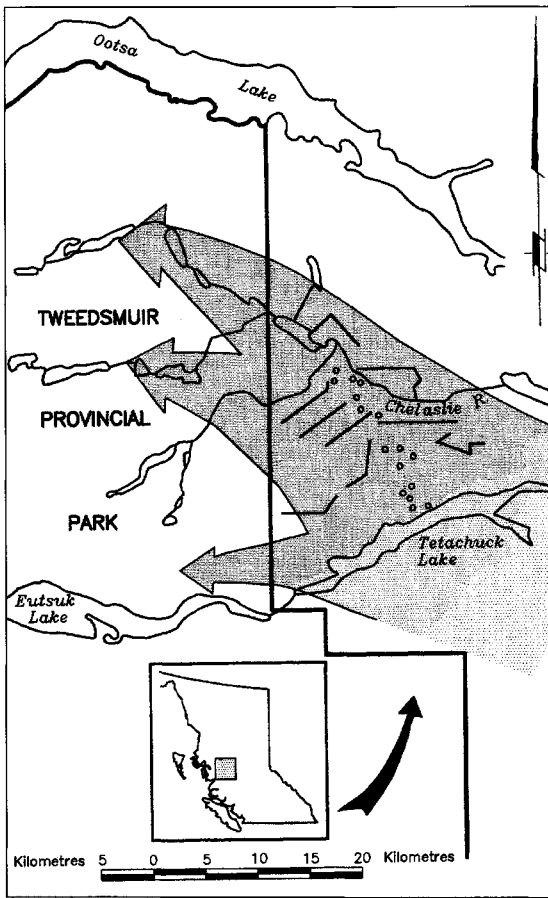 Ootsa
Lake
TWEEDSMUIR
PROVINCIAL
Chelaslie R.
PARK
Tetachuck
Lake
Eutsuk
Lake
Kilometres 5 0 5 10 15 20 Kilometres